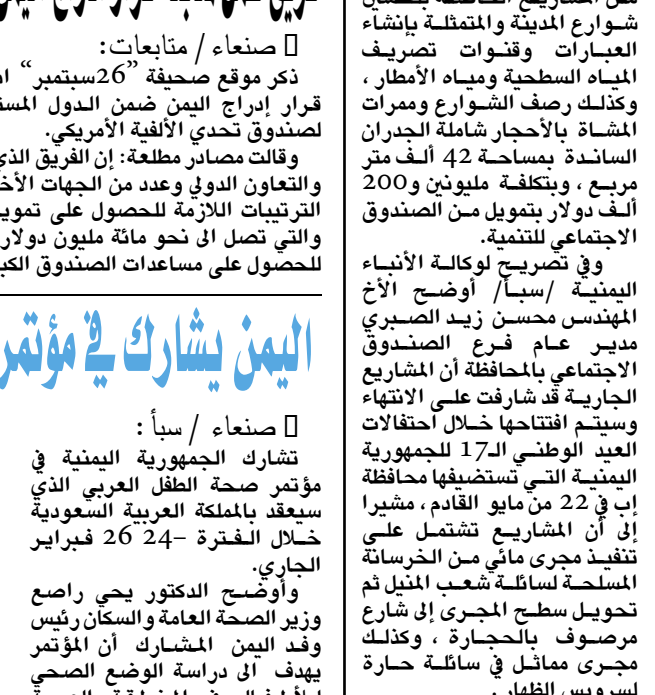 شوارع المدينة والمتمثلة بإنشاء
العبارات وقنوات تصريف
المياه السطحية ومياه الأمطار ،
وكذلك رصف الشوارع وممرات
المشاة بالأحجار شاملة الجدران
الساندة بمساحة 42 ألف متر
مربع ، وبتكلفة مليونين و200
ألف دولار بتمويل من الصندوق
الاجتماعي للتنمية.
وفي تصريح لوكالة الأنباء
اليمنية /سبأ/ أوضح الأخ
المهندس محسن زيد الصبري
مدير عام فرع الصندوق
الاجتماعي بالمحافظة أن المشاريع
الجارية قد شارفت على الانتهاء
وسيتم افتتاحها خلال احتفالات
العيد الوطني الـ17 للجمهورية
اليمنية التي تستضيفها محافظة
إب في 22 من مايو القادم ، مشيرا
إلى أن المشاريع تشتمل على
تنفيذ مجرى مائي من الخرسانة
المسلحة لسائلة شعب المنيل ثم
تحويل سطح المجرى إلى شارع
مرصوف بالحجارة ، وكذلك
مجرى مماثل في سائلة حارة
لسرويس الظهار .
صنعاء / متابعات:
ذكر موقع صحيفة "26سبتمبر"
قرار إدراج اليمن ضمن الدول
لصندوق تحدي الألفية الأمريكي.
وقالت مصادر مطلعة: إن الفريق
والتعاون الدولي وعدد من الجهات
الترتيبات اللازمة للحصول على
والتي تصل الى نحو مائة مليون دولار
للحصول على مساعدات الصندوق
اليمن يشارك في مؤتمر
صنعاء / سبأ :
تشارك الجمهورية اليمنية في
مؤتمر صحة الطفل العربي الذي
سيعقد بالمملكة العربية السعودية
خلال الفترة –24 26 فبراير
الجاري.
وأوضح الدكتور يحي راصع
وزير الصحة العامة والسكان رئيس
وفد اليمن المشارك أن المؤتمر
يهدف الى دراسة الوضع الصحي